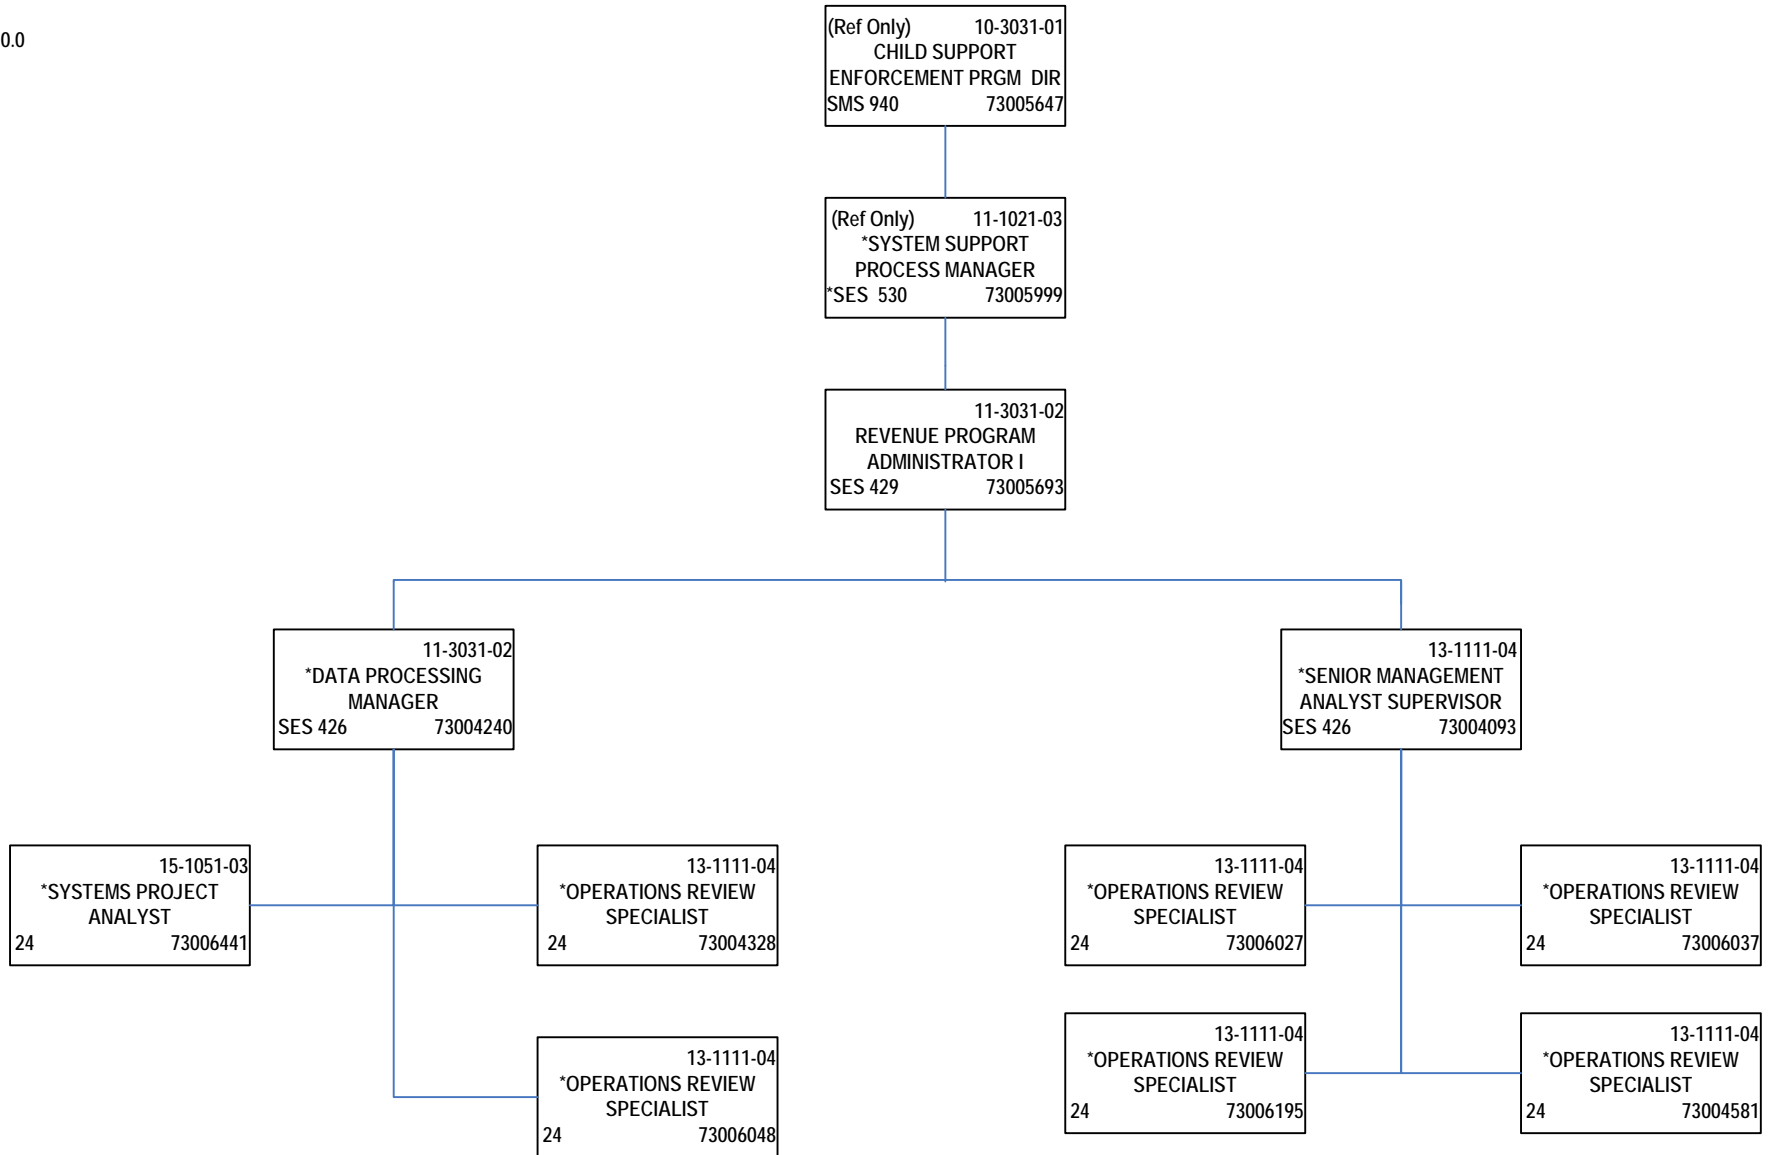 0.0
(Ref Only) 10-3031-01
CHILD SUPPORT
ENFORCEMENT PRGM DIR
SMS 940 73005647
(Ref Only) 11-1021-03
*SYSTEM SUPPORT
PROCESS MANAGER
*SES 530 73005999
11-3031-02
REVENUE PROGRAM
ADMINISTRATOR I
SES 429 73005693
11-3031-02
*DATA PROCESSING
MANAGER
SES 426 73004240
13-1111-04
*SENIOR MANAGEMENT
ANALYST SUPERVISOR
SES 426 73004093
15-1051-03
*SYSTEMS PROJECT
ANALYST
24 73006441
13-1111-04
*OPERATIONS REVIEW
SPECIALIST
24 73004328
13-1111-04
*OPERATIONS REVIEW
SPECIALIST
24 73006027
13-1111-04
*OPERATIONS REVIEW
SPECIALIST
24 73006037
13-1111-04
*OPERATIONS REVIEW
SPECIALIST
24 73006048
13-1111-04
*OPERATIONS REVIEW
SPECIALIST
24 73006195
13-1111-04
*OPERATIONS REVIEW
SPECIALIST
24 73004581